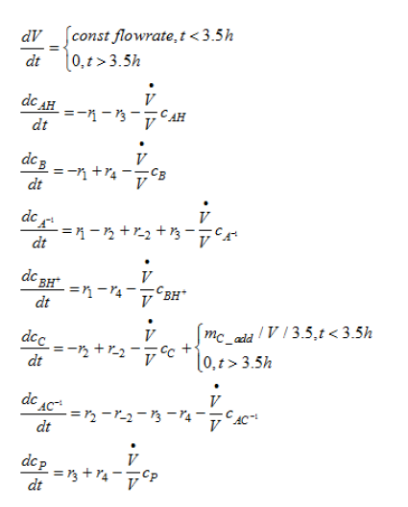 dV/dt = {const flowrate, t < 3.5h
{0, t > 3.5h
dc_AH/dt = −r₁ − r₃ − V̇/V c_AH
dc_B/dt = −r₁ + r₄ − V̇/V c_B
dc_A⁻¹/dt = r₁ − r₂ + r₋₂ + r₃ − V̇/V c_A⁻¹
dc_BH⁺/dt = r₁ − r₄ − V̇/V c_BH⁺
dc_C/dt = −r₂ + r₋₂ − V̇/V c_C + {m_C_add / V / 3.5, t < 3.5h
{0, t > 3.5h
dc_AC⁻¹/dt = r₂ − r₋₂ − r₃ − r₄ − V̇/V c_AC⁻¹
dc_P/dt = r₃ + r₄ − V̇/V c_P